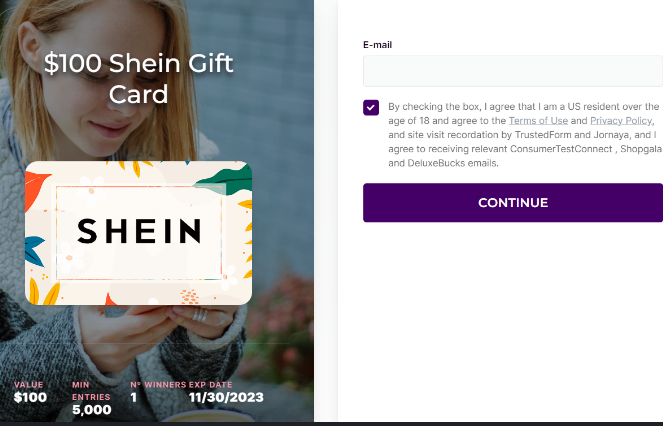 $100 Shein Gift
Card
SHEIN
VALUE
$100
MIN
ENTRIES
5,000
Nº WINNERS
1
EXP DATE
11/30/2023
E-mail
By checking the box, I agree that I am a US resident over the
age of 18 and agree to the Terms of Use and Privacy Policy,
and site visit recordation by TrustedForm and Jornaya, and I
agree to receiving relevant ConsumerTestConnect , Shopgala
and DeluxeBucks emails.
CONTINUE